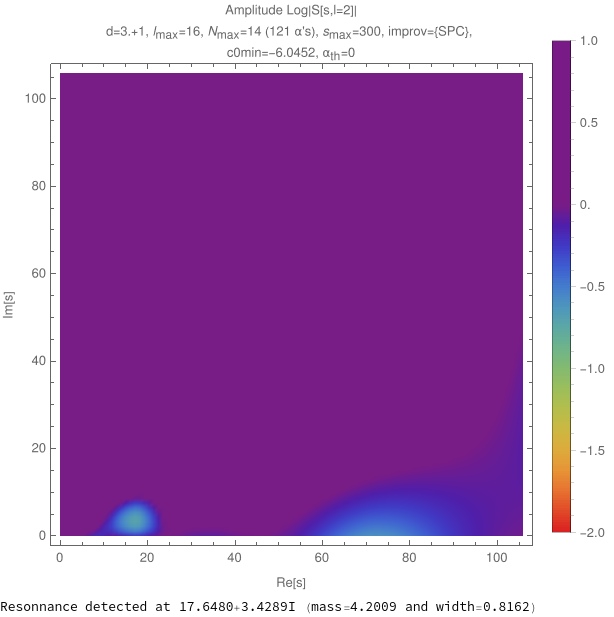 Amplitude Log|S[s,l=2]|
d=3.+1, lmax=16, Nmax=14 (121 α's), smax=300, improv={SPC},
c0min=-6.0452, αth=0
1.0
0.5
0.
-0.5
-1.0
-1.5
-2.0
Im[s]
100
80
60
40
20
0
0 20 40 60 80 100
Re[s]
Resonnance detected at 17.6480+3.4289I (mass=4.2009 and width=0.8162)